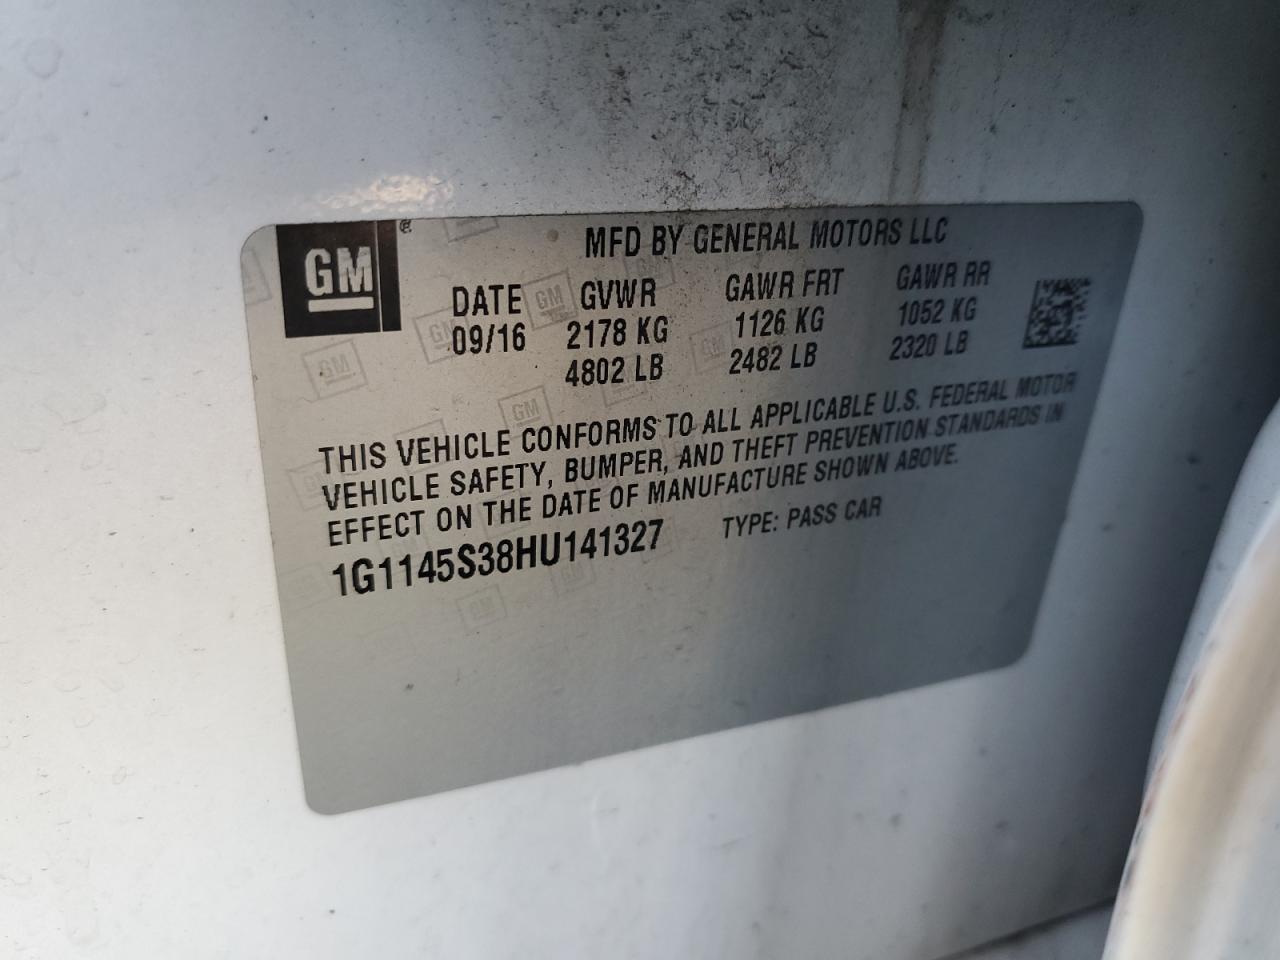 GM
MFD BY GENERAL MOTORS LLC
DATE GVWR GAWR FRT GAWR RR
09/16 2178 KG 1126 KG 1052 KG
4802 LB 2482 LB 2320 LB
THIS VEHICLE CONFORMS TO ALL APPLICABLE U.S. FEDERAL MOTOR
VEHICLE SAFETY, BUMPER, AND THEFT PREVENTION STANDARDS IN
EFFECT ON THE DATE OF MANUFACTURE SHOWN ABOVE.
1G1145S38HU141327 TYPE: PASS CAR